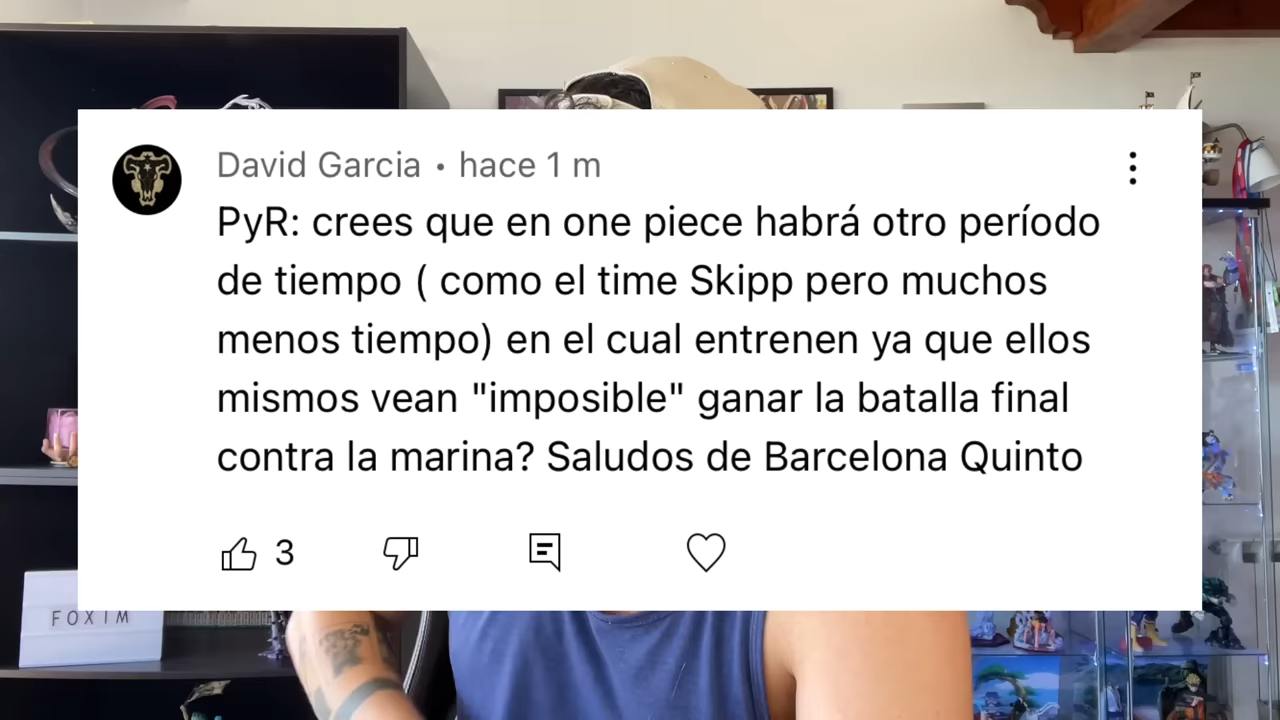 David Garcia • hace 1 m
PyR: crees que en one piece habrá otro período
de tiempo ( como el time Skipp pero muchos
menos tiempo) en el cual entrenen ya que ellos
mismos vean "imposible" ganar la batalla final
contra la marina? Saludos de Barcelona Quinto
3
FOXIM